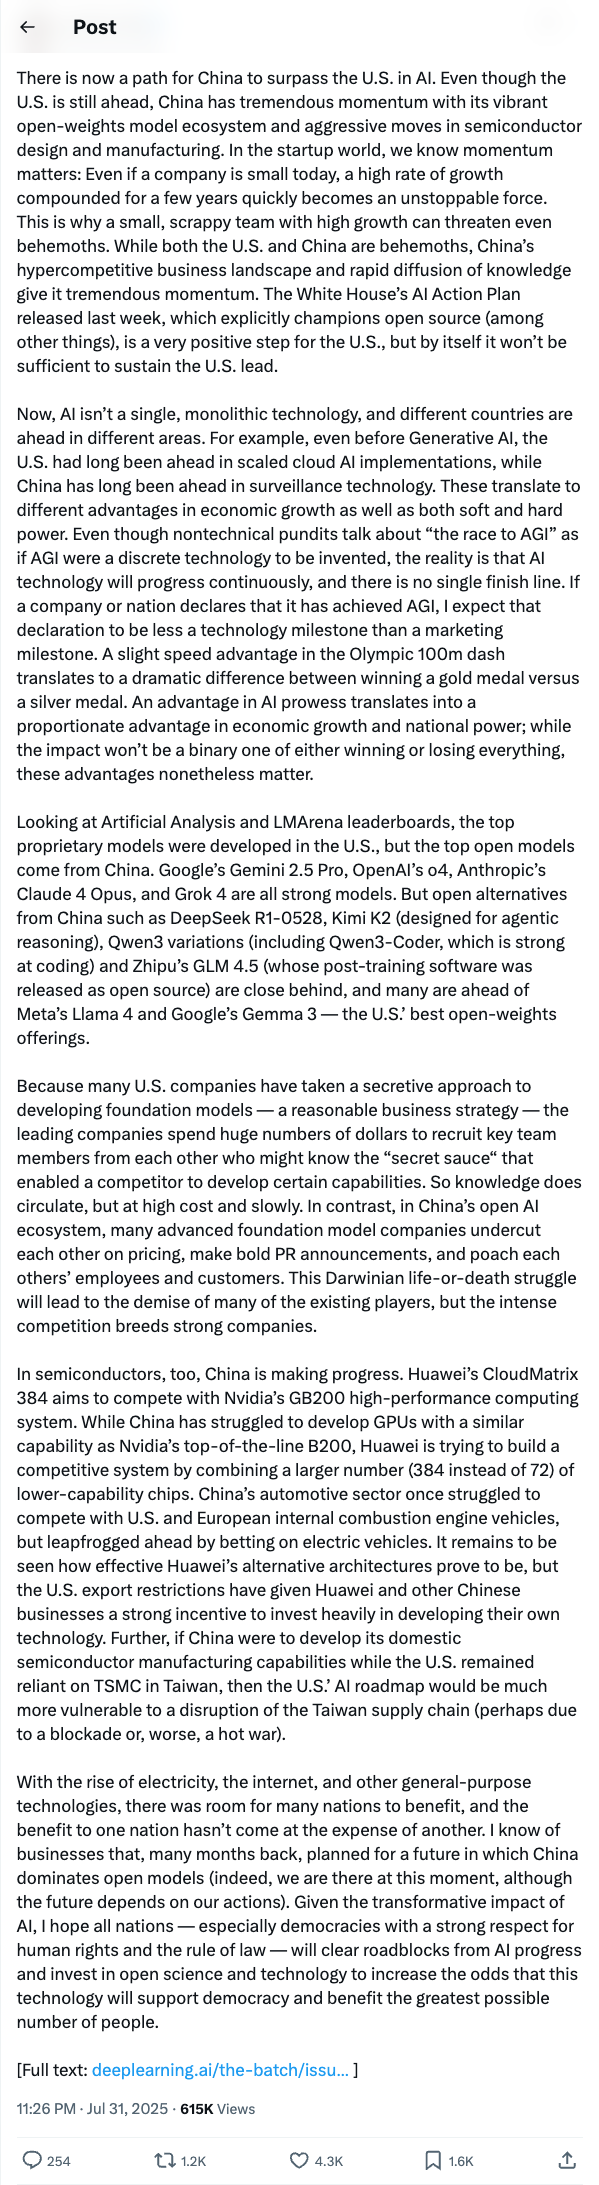 Post
There is now a path for China to surpass the U.S. in AI. Even though the
U.S. is still ahead, China has tremendous momentum with its vibrant
open-weights model ecosystem and aggressive moves in semiconductor
design and manufacturing. In the startup world, we know momentum
matters: Even if a company is small today, a high rate of growth
compounded for a few years quickly becomes an unstoppable force.
This is why a small, scrappy team with high growth can threaten even
behemoths. While both the U.S. and China are behemoths, China’s
hypercompetitive business landscape and rapid diffusion of knowledge
give it tremendous momentum. The White House’s AI Action Plan
released last week, which explicitly champions open source (among
other things), is a very positive step for the U.S., but by itself it won’t be
sufficient to sustain the U.S. lead.
Now, AI isn’t a single, monolithic technology, and different countries are
ahead in different areas. For example, even before Generative AI, the
U.S. had long been ahead in scaled cloud AI implementations, while
China has long been ahead in surveillance technology. These translate to
different advantages in economic growth as well as both soft and hard
power. Even though nontechnical pundits talk about “the race to AGI” as
if AGI were a discrete technology to be invented, the reality is that AI
technology will progress continuously, and there is no single finish line. If
a company or nation declares that it has achieved AGI, I expect that
declaration to be less a technology milestone than a marketing
milestone. A slight speed advantage in the Olympic 100m dash
translates to a dramatic difference between winning a gold medal versus
a silver medal. An advantage in AI prowess translates into a
proportionate advantage in economic growth and national power; while
the impact won’t be a binary one of either winning or losing everything,
these advantages nonetheless matter.
Looking at Artificial Analysis and LMArena leaderboards, the top
proprietary models were developed in the U.S., but the top open models
come from China. Google’s Gemini 2.5 Pro, OpenAI’s o4, Anthropic’s
Claude 4 Opus, and Grok 4 are all strong models. But open alternatives
from China such as DeepSeek R1-0528, Kimi K2 (designed for agentic
reasoning), Qwen3 variations (including Qwen3-Coder, which is strong
at coding) and Zhipu’s GLM 4.5 (whose post-training software was
released as open source) are close behind, and many are ahead of
Meta’s Llama 4 and Google’s Gemma 3 — the U.S.’ best open-weights
offerings.
Because many U.S. companies have taken a secretive approach to
developing foundation models — a reasonable business strategy — the
leading companies spend huge numbers of dollars to recruit key team
members from each other who might know the “secret sauce“ that
enabled a competitor to develop certain capabilities. So knowledge does
circulate, but at high cost and slowly. In contrast, in China’s open AI
ecosystem, many advanced foundation model companies undercut
each other on pricing, make bold PR announcements, and poach each
others’ employees and customers. This Darwinian life-or-death struggle
will lead to the demise of many of the existing players, but the intense
competition breeds strong companies.
In semiconductors, too, China is making progress. Huawei’s CloudMatrix
384 aims to compete with Nvidia’s GB200 high-performance computing
system. While China has struggled to develop GPUs with a similar
capability as Nvidia’s top-of-the-line B200, Huawei is trying to build a
competitive system by combining a larger number (384 instead of 72) of
lower-capability chips. China’s automotive sector once struggled to
compete with U.S. and European internal combustion engine vehicles,
but leapfrogged ahead by betting on electric vehicles. It remains to be
seen how effective Huawei’s alternative architectures prove to be, but
the U.S. export restrictions have given Huawei and other Chinese
businesses a strong incentive to invest heavily in developing their own
technology. Further, if China were to develop its domestic
semiconductor manufacturing capabilities while the U.S. remained
reliant on TSMC in Taiwan, then the U.S.’ AI roadmap would be much
more vulnerable to a disruption of the Taiwan supply chain (perhaps due
to a blockade or, worse, a hot war).
With the rise of electricity, the internet, and other general-purpose
technologies, there was room for many nations to benefit, and the
benefit to one nation hasn’t come at the expense of another. I know of
businesses that, many months back, planned for a future in which China
dominates open models (indeed, we are there at this moment, although
the future depends on our actions). Given the transformative impact of
AI, I hope all nations — especially democracies with a strong respect for
human rights and the rule of law — will clear roadblocks from AI progress
and invest in open science and technology to increase the odds that this
technology will support democracy and benefit the greatest possible
number of people.
[Full text: deeplearning.ai/the-batch/issu... ]
11:26 PM · Jul 31, 2025 · 615K Views
254 1.2K 4.3K 1.6K